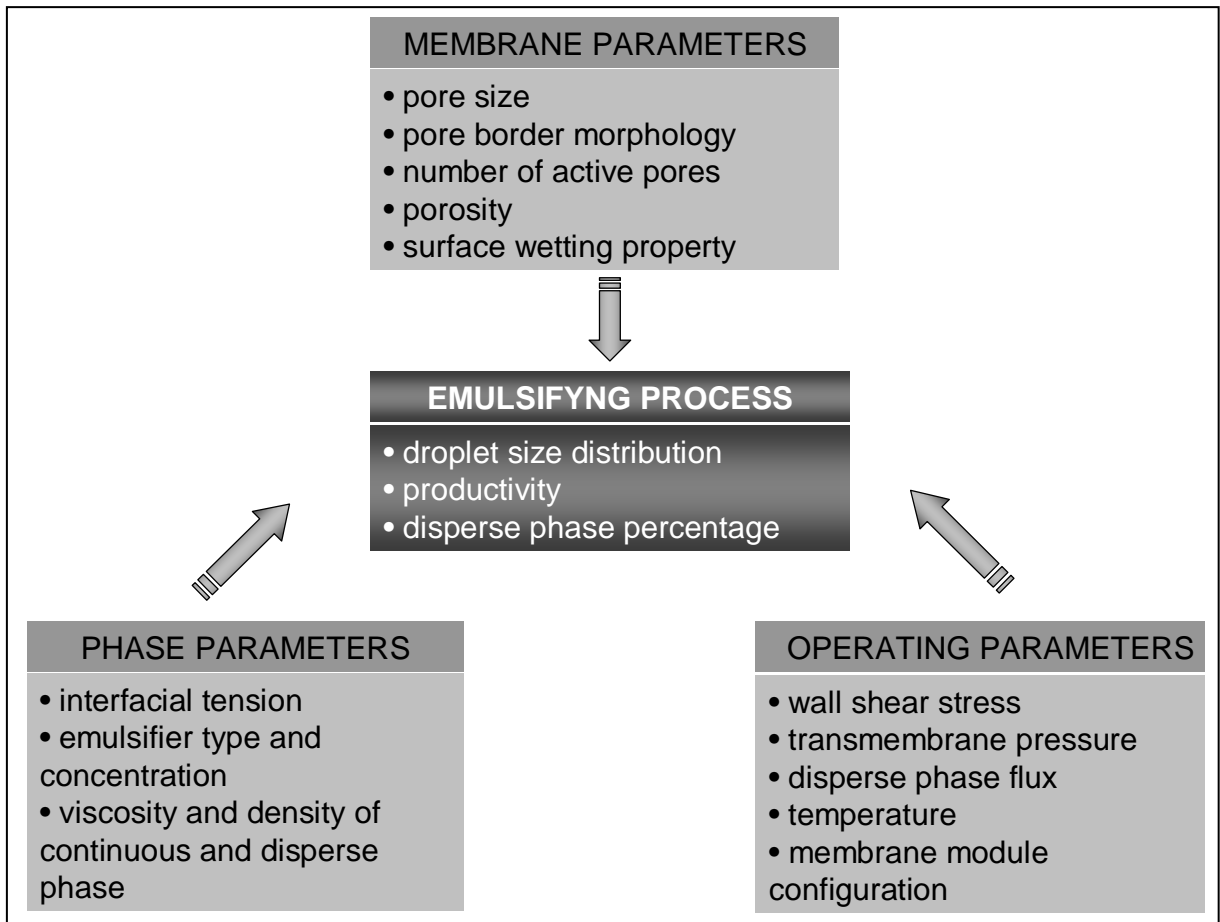 MEMBRANE PARAMETERS
• pore size
• pore border morphology
• number of active pores
• porosity
• surface wetting property
EMULSIFYNG PROCESS
• droplet size distribution
• productivity
• disperse phase percentage
PHASE PARAMETERS
• interfacial tension
• emulsifier type and
concentration
• viscosity and density of
continuous and disperse
phase
OPERATING PARAMETERS
• wall shear stress
• transmembrane pressure
• disperse phase flux
• temperature
• membrane module
configuration